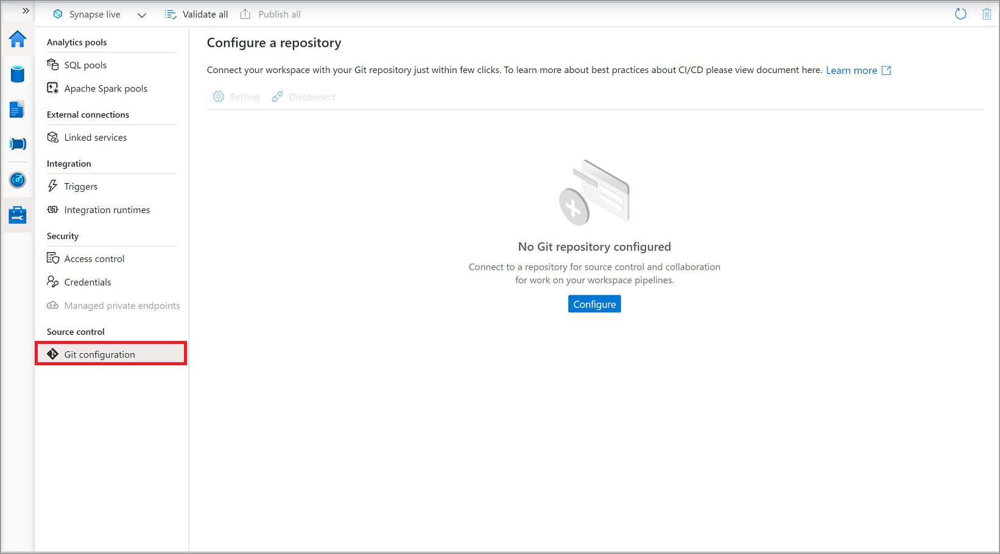 Synapse live
Validate all
Publish all
Analytics pools
SQL pools
Apache Spark pools
External connections
Linked services
Integration
Triggers
Integration runtimes
Security
Access control
Credentials
Managed private endpoints
Source control
Git configuration
Configure a repository
Connect your workspace with your Git repository just within few clicks. To learn more about best practices about CI/CD please view document here. Learn more
Setting
Disconnect
No Git repository configured
Connect to a repository for source control and collaboration
for work on your workspace pipelines.
Configure